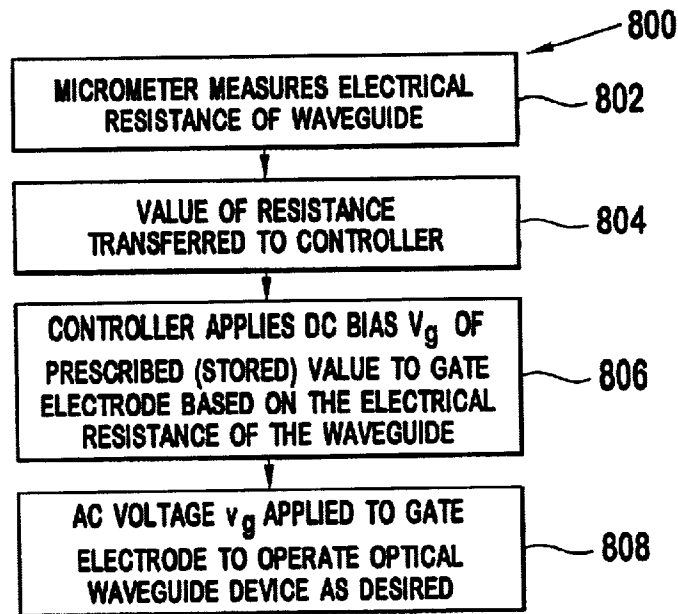 800
MICROMETER MEASURES ELECTRICAL
RESISTANCE OF WAVEGUIDE
802
VALUE OF RESISTANCE
TRANSFERRED TO CONTROLLER
804
CONTROLLER APPLIES DC BIAS Vg OF
PRESCRIBED (STORED) VALUE TO GATE
ELECTRODE BASED ON THE ELECTRICAL
RESISTANCE OF THE WAVEGUIDE
806
AC VOLTAGE vg APPLIED TO GATE
ELECTRODE TO OPERATE OPTICAL
WAVEGUIDE DEVICE AS DESIRED
808